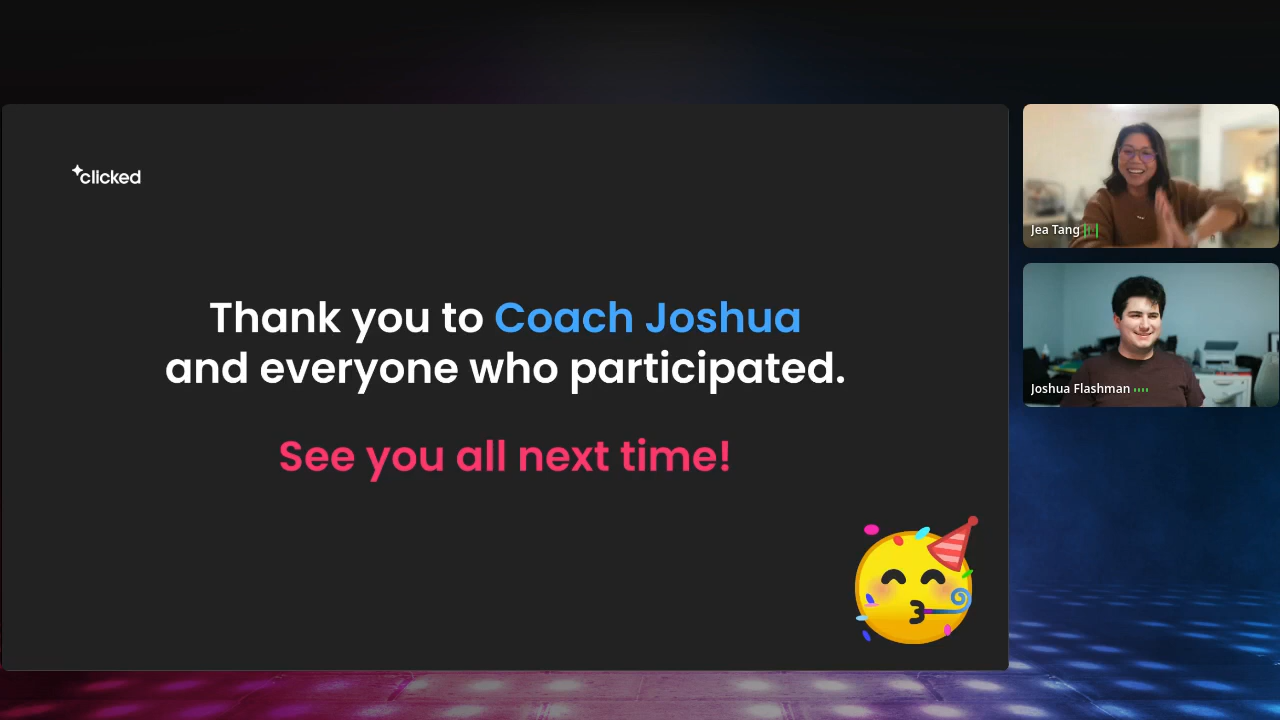 clicked
Thank you to Coach Joshua
and everyone who participated.
See you all next time!
Jea Tang
Joshua Flashman